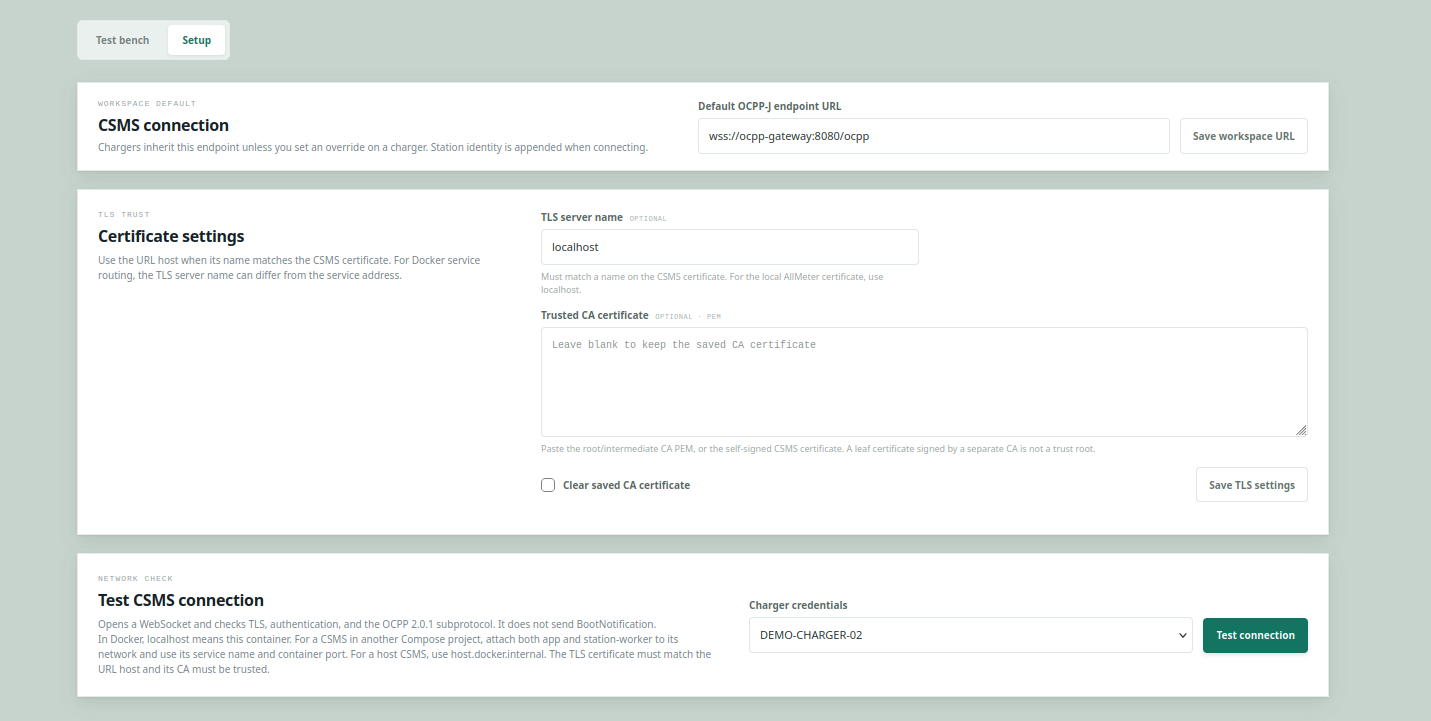 Test bench
Setup
WORKSPACE DEFAULT
CSMS connection
Chargers inherit this endpoint unless you set an override on a charger. Station identity is appended when connecting.
Default OCPP-J endpoint URL
wss://ocpp-gateway:8080/ocpp
Save workspace URL
TLS TRUST
Certificate settings
Use the URL host when its name matches the CSMS certificate. For Docker service
routing, the TLS server name can differ from the service address.
TLS server name OPTIONAL
localhost
Must match a name on the CSMS certificate. For the local AllMeter certificate, use
localhost.
Trusted CA certificate OPTIONAL · PEM
Leave blank to keep the saved CA certificate
Paste the root/intermediate CA PEM, or the self-signed CSMS certificate. A leaf certificate signed by a separate CA is not a trust root.
Clear saved CA certificate
Save TLS settings
NETWORK CHECK
Test CSMS connection
Opens a WebSocket and checks TLS, authentication, and the OCPP 2.0.1 subprotocol. It does not send BootNotification.
In Docker, localhost means this container. For a CSMS in another Compose project, attach both app and station-worker to its
network and use its service name and container port. For a host CSMS, use host.docker.internal. The TLS certificate must match the
URL host and its CA must be trusted.
Charger credentials
DEMO-CHARGER-02
Test connection